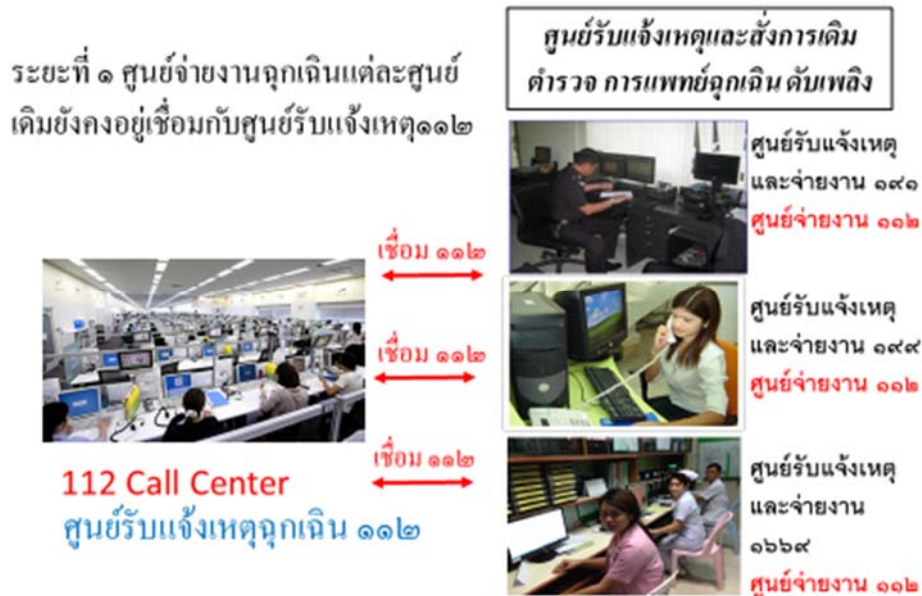 ระยะที่ ๑ ศูนย์จ่ายงานฉุกเฉินแต่ละศูนย์
เดิมยังคงอยู่เชื่อมกับศูนย์รับแจ้งเหตุ๑๑๒
ศูนย์รับแจ้งเหตุและสั่งการเดิม
ตำรวจ การแพทย์ฉุกเฉิน ดับเพลิง
เชื่อม ๑๑๒
ศูนย์รับแจ้งเหตุ
และจ่ายงาน ๑๙๑
ศูนย์จ่ายงาน ๑๑๒
เชื่อม ๑๑๒
ศูนย์รับแจ้งเหตุ
และจ่ายงาน ๑๙๙
ศูนย์จ่ายงาน ๑๑๒
เชื่อม ๑๑๒
ศูนย์รับแจ้งเหตุ
และจ่ายงาน
๑๖๖๙
ศูนย์จ่ายงาน ๑๑๒
112 Call Center
ศูนย์รับแจ้งเหตุฉุกเฉิน ๑๑๒